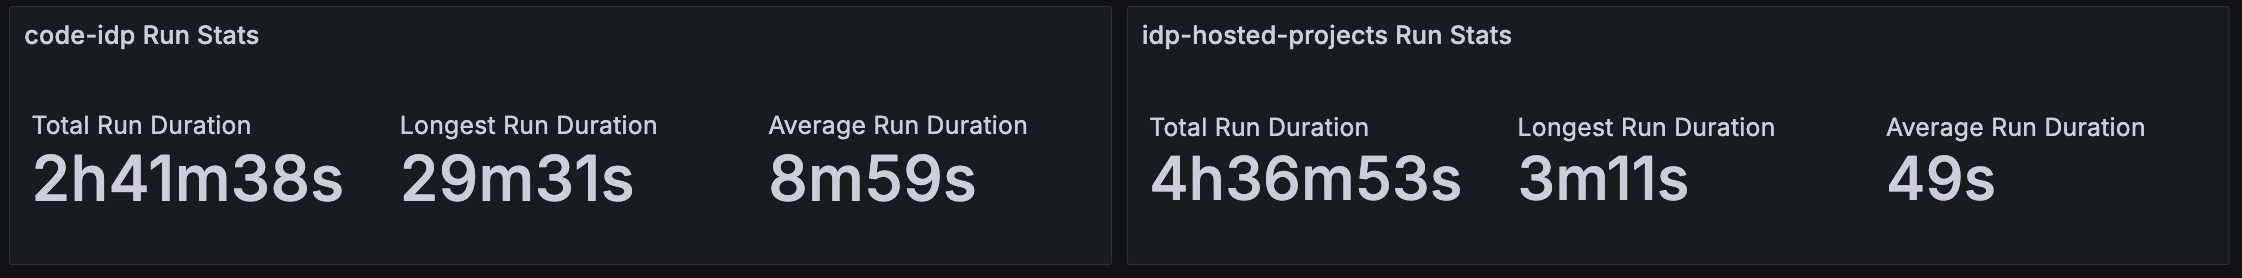 code-idp Run Stats
Total Run Duration
2h41m38s
Longest Run Duration
29m31s
Average Run Duration
8m59s
idp-hosted-projects Run Stats
Total Run Duration
4h36m53s
Longest Run Duration
3m11s
Average Run Duration
49s